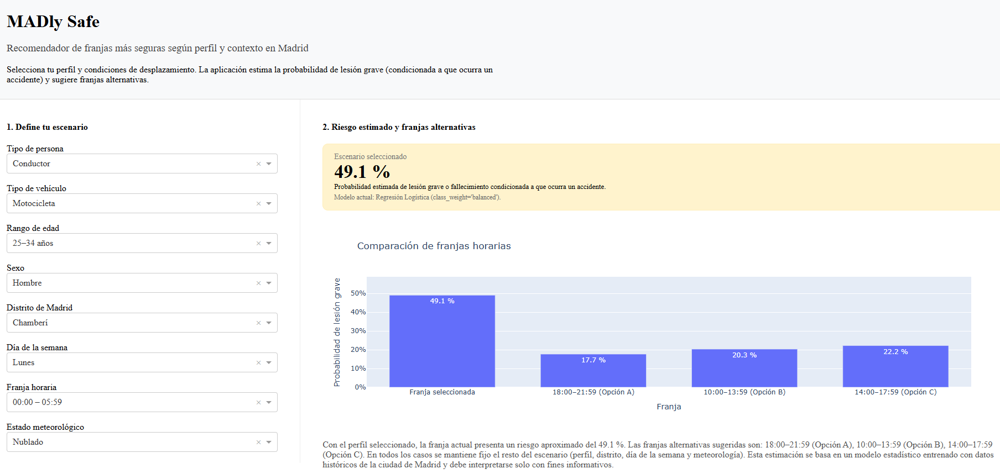 MADly Safe
Recomendador de franjas más seguras según perfil y contexto en Madrid
Selecciona tu perfil y condiciones de desplazamiento. La aplicación estima la probabilidad de lesión grave (condicionada a que ocurra un
accidente) y sugiere franjas alternativas.
1. Define tu escenario
Tipo de persona
Conductor
Tipo de vehículo
Motocicleta
Rango de edad
25–34 años
Sexo
Hombre
Distrito de Madrid
Chamberí
Día de la semana
Lunes
Franja horaria
00:00 – 05:59
Estado meteorológico
Nublado
2. Riesgo estimado y franjas alternativas
Escenario seleccionado
49.1 %
Probabilidad estimada de lesión grave o fallecimiento condicionada a que ocurra un accidente.
Modelo actual: Regresión Logística (class_weight='balanced').
Comparación de franjas horarias
Probabilidad de lesión grave
50%
40%
30%
20%
10%
0%
49.1 %
17.7 %
20.3 %
22.2 %
Franja seleccionada
18:00–21:59 (Opción A)
10:00–13:59 (Opción B)
14:00–17:59 (Opción C)
Franja
Con el perfil seleccionado, la franja actual presenta un riesgo aproximado del 49.1 %. Las franjas alternativas sugeridas son: 18:00–21:59 (Opción A), 10:00–13:59 (Opción B), 14:00–17:59
(Opción C). En todos los casos se mantiene fijo el resto del escenario (perfil, distrito, día de la semana y meteorología). Esta estimación se basa en un modelo estadístico entrenado con datos
históricos de la ciudad de Madrid y debe interpretarse solo con fines informativos.